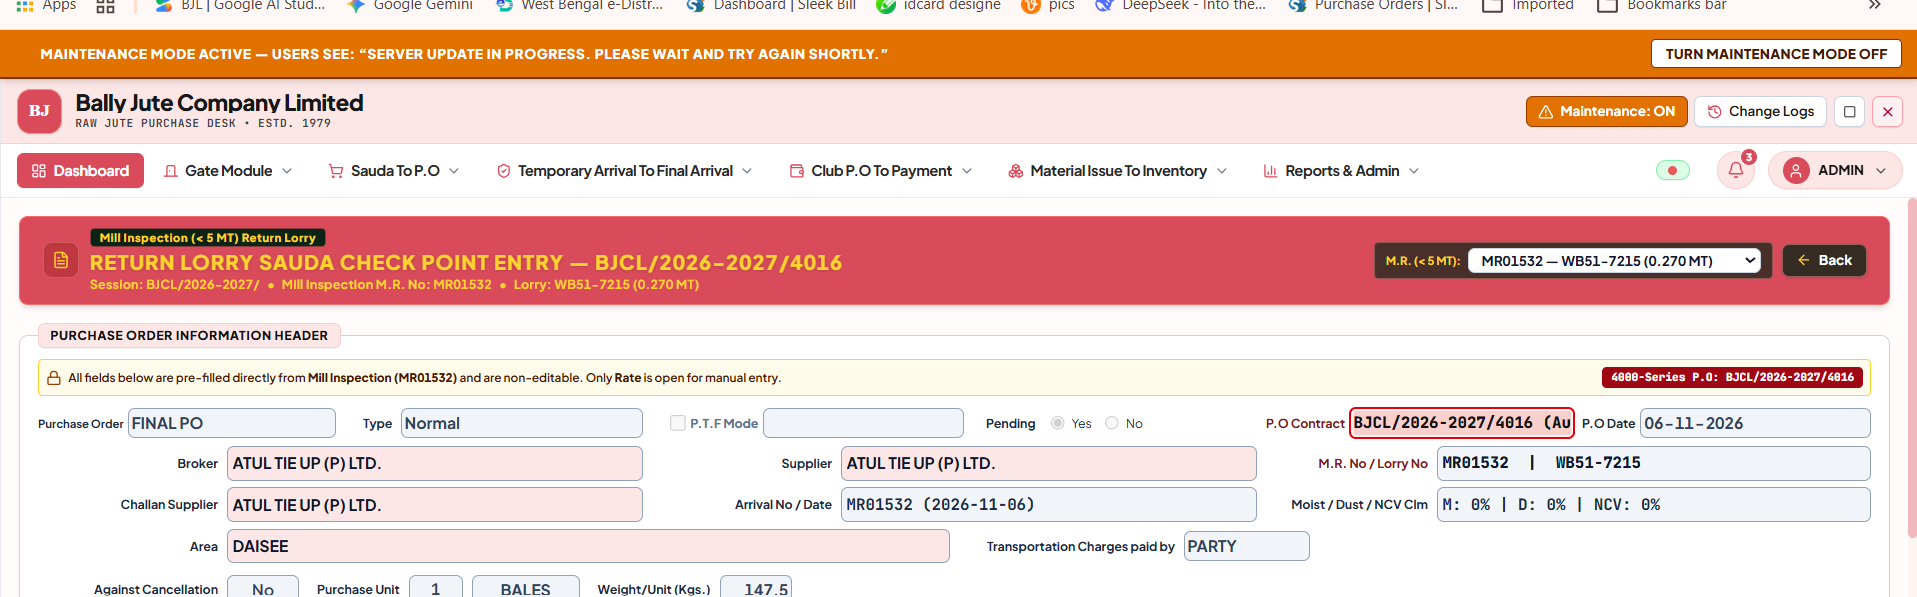 Apps BJL | Google AI Stud... Google Gemini West Bengal e-Distr... Dashboard | Sleek Bill idcard designe pics DeepSeek - Into the... Purchase Orders | Sl... Imported Bookmarks bar »
MAINTENANCE MODE ACTIVE — USERS SEE: “SERVER UPDATE IN PROGRESS. PLEASE WAIT AND TRY AGAIN SHORTLY.” TURN MAINTENANCE MODE OFF
BJ Bally Jute Company Limited Maintenance: ON Change Logs
RAW JUTE PURCHASE DESK • ESTD. 1979
Dashboard Gate Module Sauda To P.O Temporary Arrival To Final Arrival Club P.O To Payment Material Issue To Inventory Reports & Admin 3 ADMIN
Mill Inspection (< 5 MT) Return Lorry
RETURN LORRY SAUDA CHECK POINT ENTRY — BJCL/2026-2027/4016 M.R. (< 5 MT): MR01532 — WB51-7215 (0.270 MT) Back
Session: BJCL/2026-2027/ • Mill Inspection M.R. No: MR01532 • Lorry: WB51-7215 (0.270 MT)
PURCHASE ORDER INFORMATION HEADER
All fields below are pre-filled directly from Mill Inspection (MR01532) and are non-editable. Only Rate is open for manual entry. 4000-Series P.O: BJCL/2026-2027/4016
Purchase Order FINAL PO Type Normal P.T.F Mode Pending Yes No P.O Contract BJCL/2026-2027/4016 (Au P.O Date 06-11-2026
Broker ATUL TIE UP (P) LTD. Supplier ATUL TIE UP (P) LTD. M.R. No / Lorry No MR01532 | WB51-7215
Challan Supplier ATUL TIE UP (P) LTD. Arrival No / Date MR01532 (2026-11-06) Moist / Dust / NCV Clm M: 0% | D: 0% | NCV: 0%
Area DAISEE Transportation Charges paid by PARTY
Against Cancellation No Purchase Unit 1 BALES Weight/Unit (Kgs.) 147.5